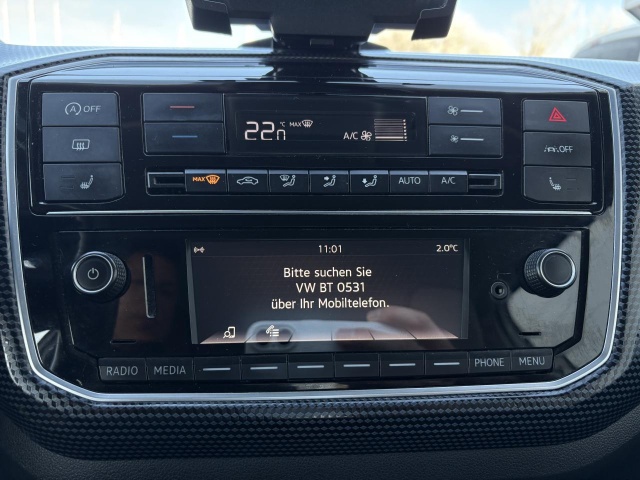 OFF
22.0 °C MAX
A/C
OFF
MAX
AUTO
A/C
11:01
2.0°C
Bitte suchen Sie
VW BT 0531
über Ihr Mobiltelefon.
RADIO
MEDIA
PHONE
MENU